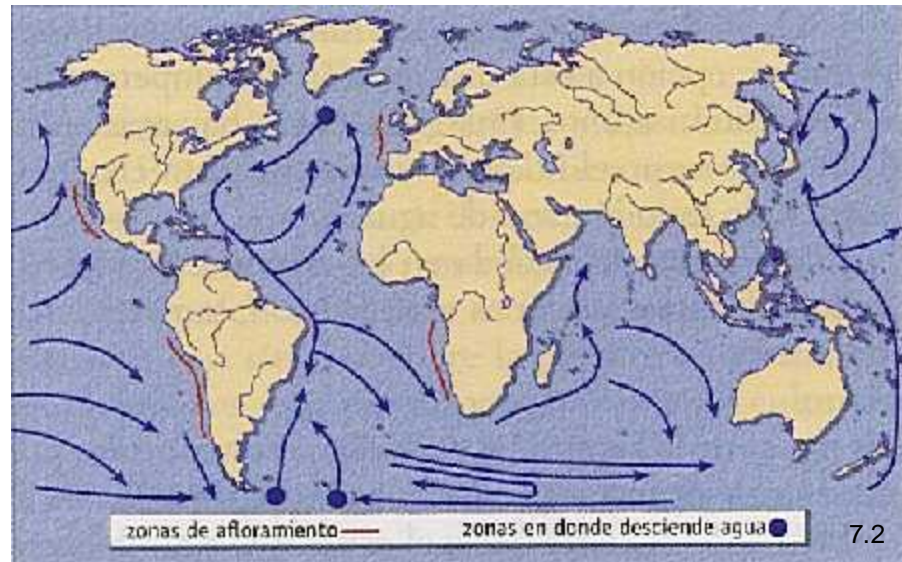 zonas de afloramiento
zonas en donde desciende agua
7.2